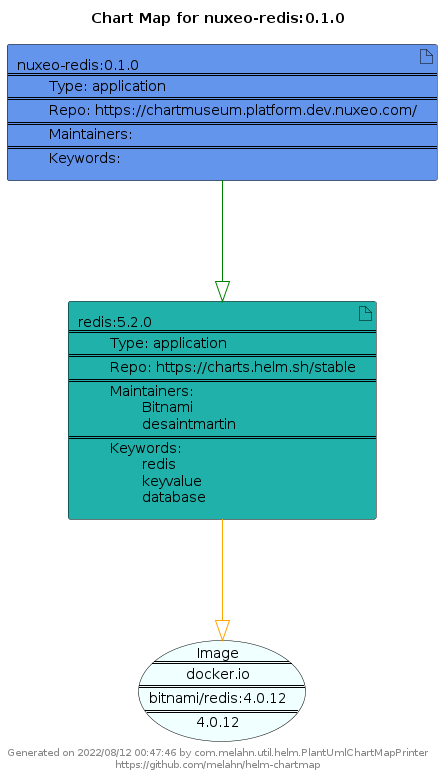 Chart Map for nuxeo-redis:0.1.0
nuxeo-redis:0.1.0
Type: application
Repo: https://chartmuseum.platform.dev.nuxeo.com/
Maintainers:
Keywords:
redis:5.2.0
Type: application
Repo: https://charts.helm.sh/stable
Maintainers:
Bitnami
desaintmartin
Keywords:
redis
keyvalue
database
Image
docker.io
bitnami/redis:4.0.12
4.0.12
Generated on 2022/08/12 00:47:46 by com.melahn.util.helm.PlantUmlChartMapPrinter
https://github.com/melahn/helm-chartmap